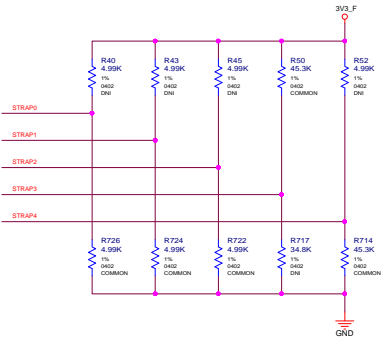 3V3_F
R40
4.99K
1%
0402
DNI
R43
4.99K
1%
0402
DNI
R45
4.99K
1%
0402
DNI
R50
45.3K
1%
0402
COMMON
R52
4.99K
1%
0402
DNI
STRAP0
STRAP1
STRAP2
STRAP3
STRAP4
R726
4.99K
1%
0402
COMMON
R724
4.99K
1%
0402
COMMON
R722
4.99K
1%
0402
COMMON
R717
34.8K
1%
0402
DNI
R714
45.3K
1%
0402
COMMON
GND